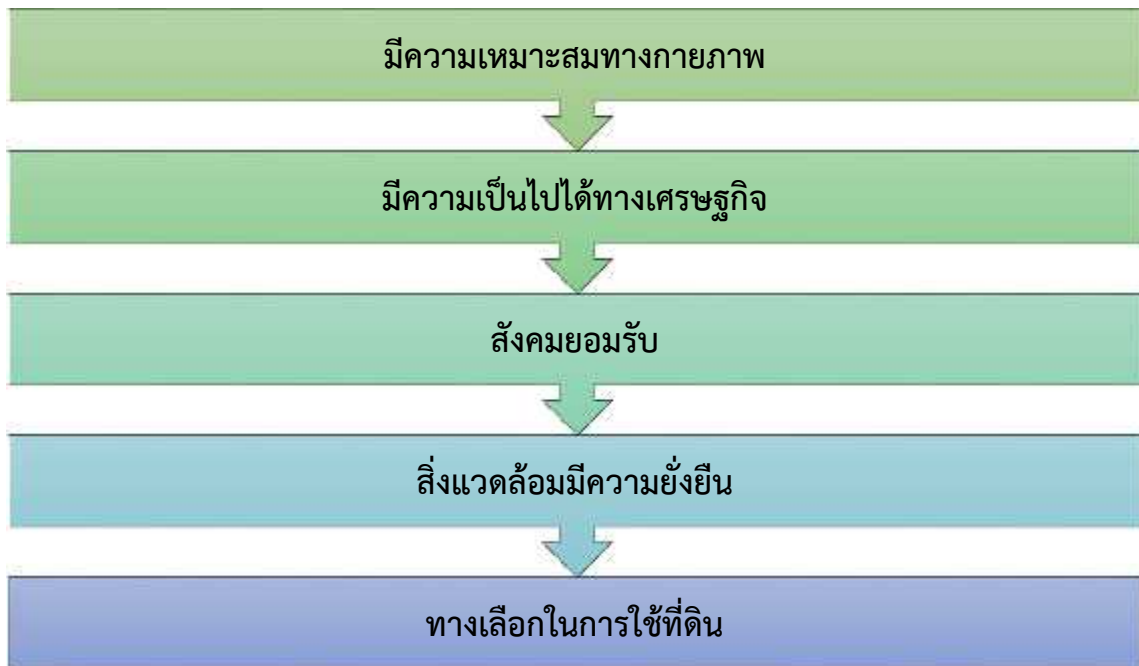 มีความเหมาะสมทางกายภาพ
มีความเป็นไปได้ทางเศรษฐกิจ
สังคมยอมรับ
สิ่งแวดล้อมมีความยั่งยืน
ทางเลือกในการใช้ที่ดิน